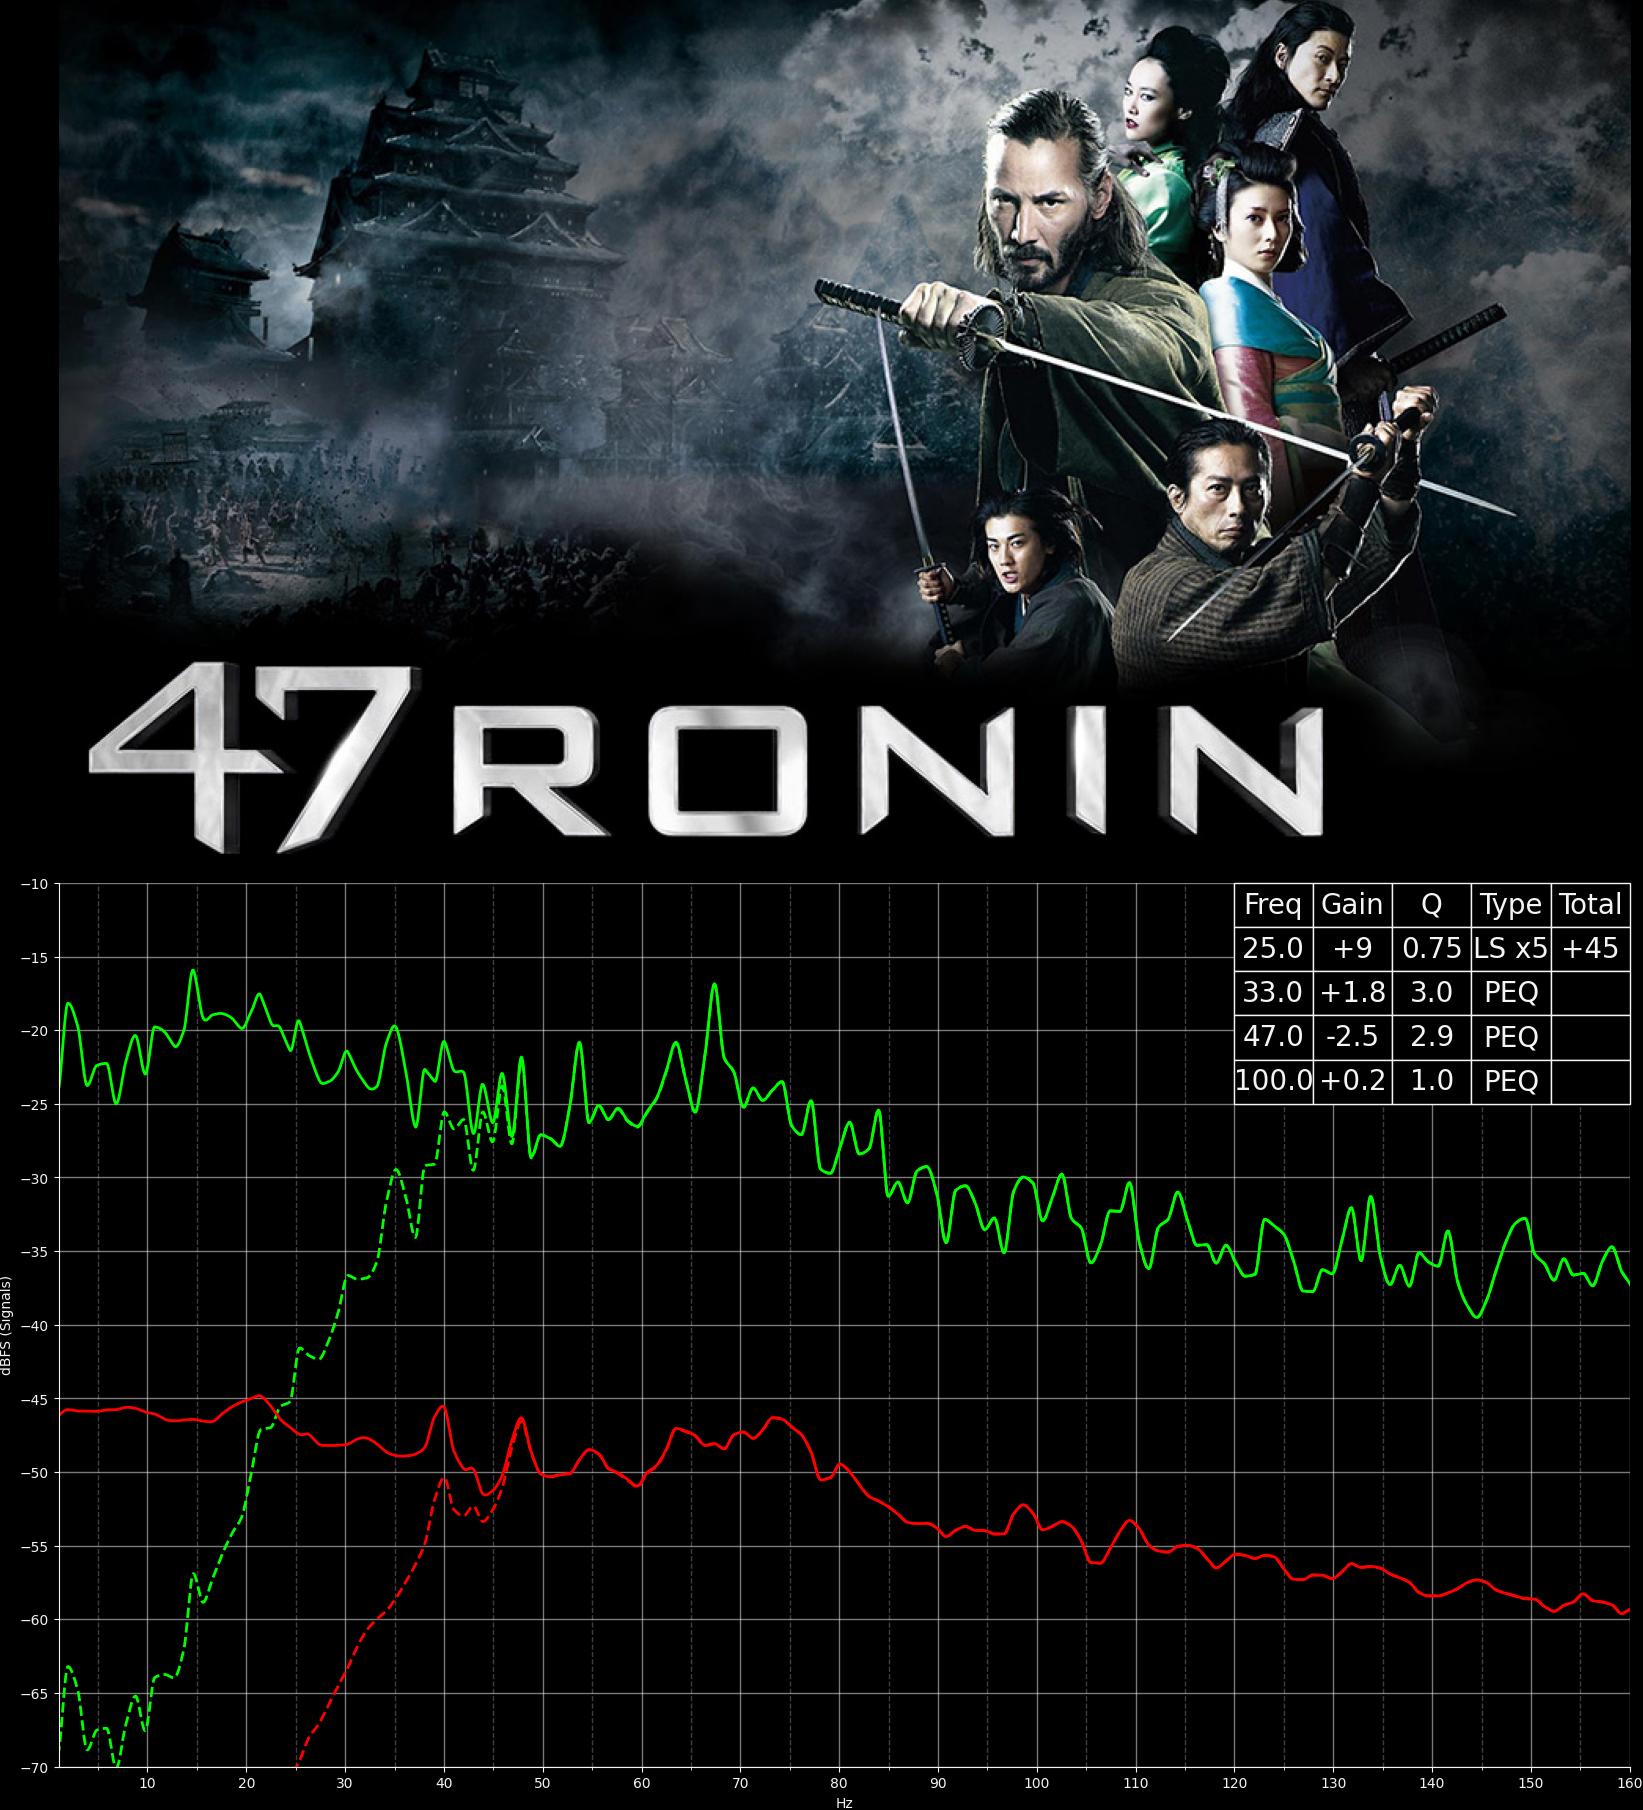 47 RONIN
−10
−15
−20
−25
−30
−35
−40
−45
−50
−55
−60
−65
−70
dBFS (Signals)
Freq Gain Q Type Total
25.0 +9 0.75 LS x5 +45
33.0 +1.8 3.0 PEQ
47.0 -2.5 2.9 PEQ
100.0 +0.2 1.0 PEQ
10 20 30 40 50 60 70 80 90 100 110 120 130 140 150 160
Hz